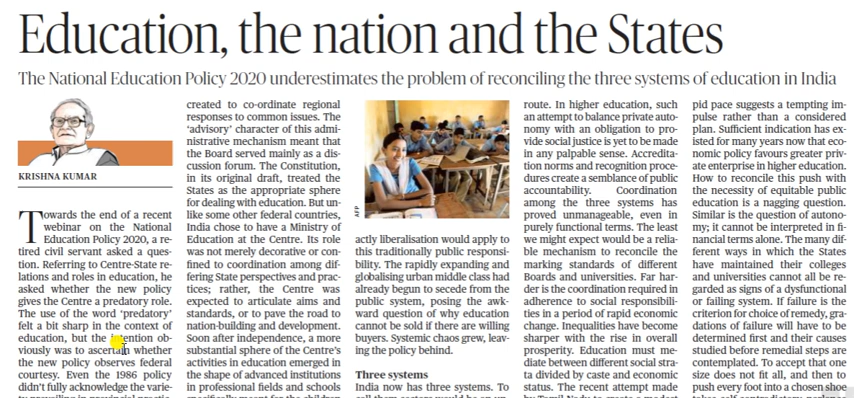 Education, the nation and the States
The National Education Policy 2020 underestimates the problem of reconciling the three systems of education in India
KRISHNA KUMAR
Towards the end of a recent
webinar on the National
Education Policy 2020, a re-
tired civil servant asked a ques-
tion. Referring to Centre-State re-
lations and roles in education, he
asked whether the new policy
gives the Centre a predatory role.
The use of the word ‘predatory’
felt a bit sharp in the context of
education, but the intention ob-
viously was to ascertain whether
the new policy observes federal
courtesy. Even the 1986 policy
didn’t fully acknowledge the varie-
created to co-ordinate regional
responses to common issues. The
‘advisory’ character of this admi-
nistrative mechanism meant that
the Board served mainly as a dis-
cussion forum. The Constitution,
in its original draft, treated the
States as the appropriate sphere
for dealing with education. But un-
like some other federal countries,
India chose to have a Ministry of
Education at the Centre. Its role
was not merely decorative or con-
fined to coordination among dif-
fering State perspectives and prac-
tices; rather, the Centre was
expected to articulate aims and
standards, or to pave the road to
nation-building and development.
Soon after independence, a more
substantial sphere of the Centre’s
activities in education emerged in
the shape of advanced institutions
in professional fields and schools
AFP
actly liberalisation would apply to
this traditionally public responsi-
bility. The rapidly expanding and
globalising urban middle class had
already begun to secede from the
public system, posing the awk-
ward question of why education
cannot be sold if there are willing
buyers. Systemic chaos grew, leav-
ing the policy behind.
Three systems
India now has three systems. To
route. In higher education, such
an attempt to balance private auto-
nomy with an obligation to pro-
vide social justice is yet to be made
in any palpable sense. Accredita-
tion norms and recognition proce-
dures create a semblance of public
accountability. Coordination
among the three systems has
proved unmanageable, even in
purely functional terms. The least
we might expect would be a relia-
ble mechanism to reconcile the
marking standards of different
Boards and universities. Far har-
der is the coordination required in
adherence to social responsibili-
ties in a period of rapid economic
change. Inequalities have become
sharper with the rise in overall
prosperity. Education must me-
diate between different social stra-
ta divided by caste and economic
status. The recent attempt made
pid pace suggests a tempting im-
pulse rather than a considered
plan. Sufficient indication has ex-
isted for many years now that eco-
nomic policy favours greater priv-
ate enterprise in higher education.
How to reconcile this push with
the necessity of equitable public
education is a nagging question.
Similar is the question of autono-
my; it cannot be interpreted in fi-
nancial terms alone. The many dif-
ferent ways in which the States
have maintained their colleges
and universities cannot all be re-
garded as signs of a dysfunctional
or failing system. If failure is the
criterion for choice of remedy, gra-
dations of failure will have to be
determined first and their causes
studied before remedial steps are
contemplated. To accept that one
size does not fit all, and then to
push every foot into a chosen shoe